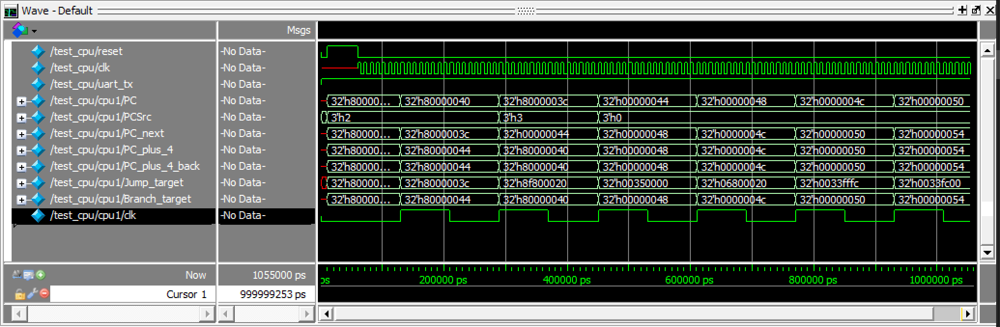 Wave - Default
Msgs
/test_cpu/reset -No Data-
/test_cpu/clk -No Data-
/test_cpu/uart_tx -No Data-
/test_cpu/cpu1/PC -No Data- 32'h80000... 32'h80000040 32'h8000003c 32'h00000044 32'h00000048 32'h0000004c 32'h00000050
/test_cpu/cpu1/PCSrc -No Data- 3'h2 3'h3 3'h0
/test_cpu/cpu1/PC_next -No Data- 32'h80000... 32'h8000003c 32'h00000044 32'h00000048 32'h0000004c 32'h00000050 32'h00000054
/test_cpu/cpu1/PC_plus_4 -No Data- 32'h80000... 32'h80000044 32'h80000040 32'h00000048 32'h0000004c 32'h00000050 32'h00000054
/test_cpu/cpu1/PC_plus_4_back -No Data- 32'h80000... 32'h80000044 32'h80000040 32'h00000048 32'h0000004c 32'h00000050 32'h00000054
/test_cpu/cpu1/Jump_target -No Data- 32'h80000... 32'h8000003c 32'h8f800020 32'h00350000 32'h06800020 32'h0033fffc 32'h0033fc00
/test_cpu/cpu1/Branch_target -No Data- 32'h80000... 32'h80000044 32'h80000040 32'h00000048 32'h0000004c 32'h00000050 32'h00000054
/test_cpu/cpu1/clk -No Data-
Now 1055000 ps
ps 200000 ps 400000 ps 600000 ps 800000 ps 1000000 ps
Cursor 1 999999253 ps